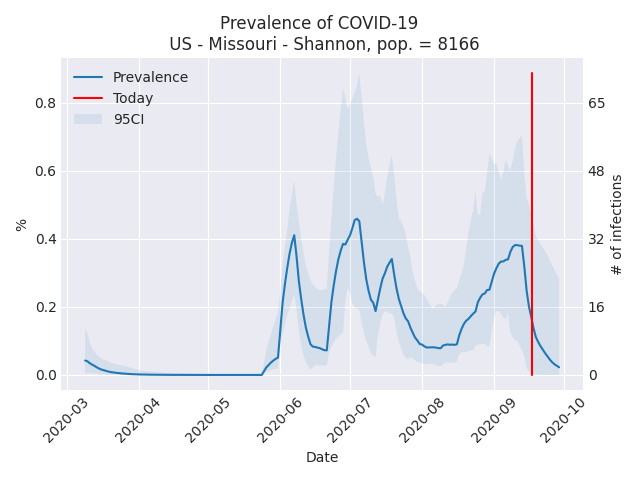 Prevalence of COVID-19
US - Missouri - Shannon, pop. = 8166
Prevalence
Today
95CI
0.8
0.6
0.4
0.2
0.0
%
65
48
32
16
0
# of infections
2020-03
2020-04
2020-05
2020-06
2020-07
2020-08
2020-09
2020-10
Date